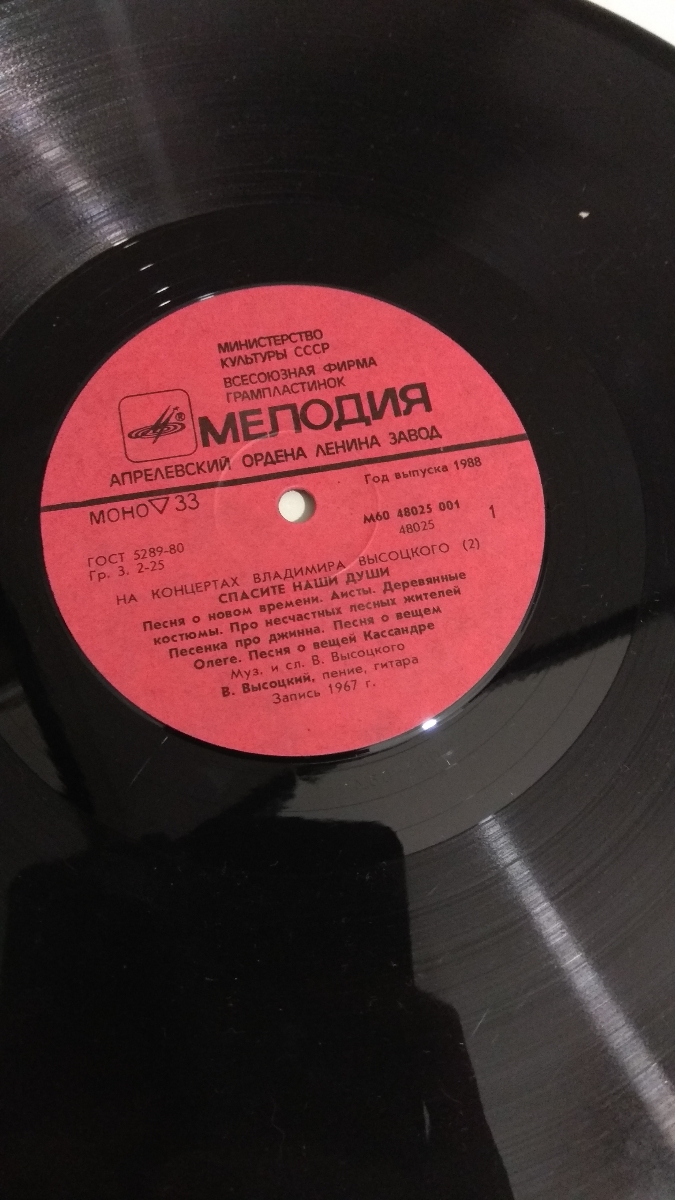 МИНИСТЕРСТВО
КУЛЬТУРЫ СССР
ВСЕСОЮЗНАЯ ФИРМА
ГРАМПЛАСТИНОК
®
МЕЛОДИЯ
АПРЕЛЕВСКИЙ ОРДЕНА ЛЕНИНА ЗАВОД
МОНО 33
Год выпуска 1988
М60 48025 001
48025
1
ГОСТ 5289-80
Гр. 3. 2-25
НА КОНЦЕРТАХ ВЛАДИМИРА ВЫСОЦКОГО (2)
СПАСИТЕ НАШИ ДУШИ
Песня о новом времени. Аисты. Деревянные
костюмы. Про несчастных лесных жителей
Песенка про джинна. Песня о вещем
Олеге. Песня о вещей Кассандре
Муз. и сл. В. Высоцкого
В. Высоцкий, пение, гитара
Запись 1967 г.